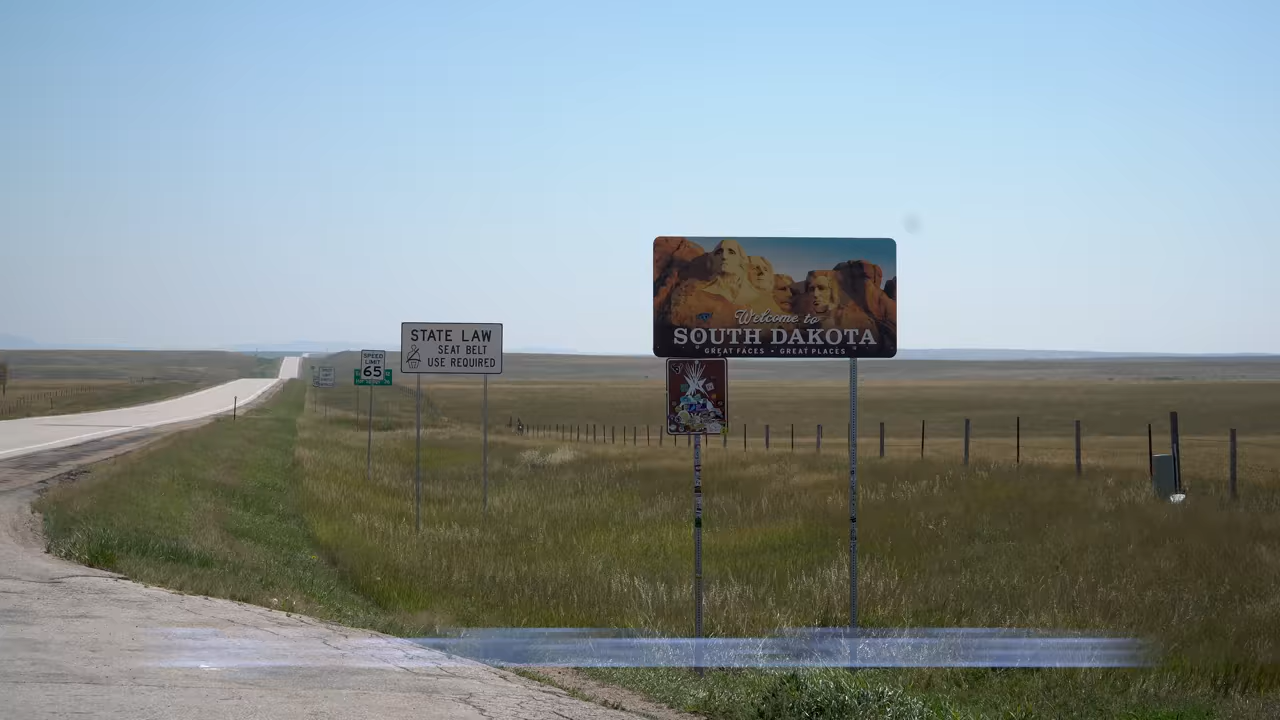 STATE LAW
SEAT BELT
USE REQUIRED
SPEED
LIMIT
65
Welcome to
SOUTH DAKOTA
GREAT FACES • GREAT PLACES